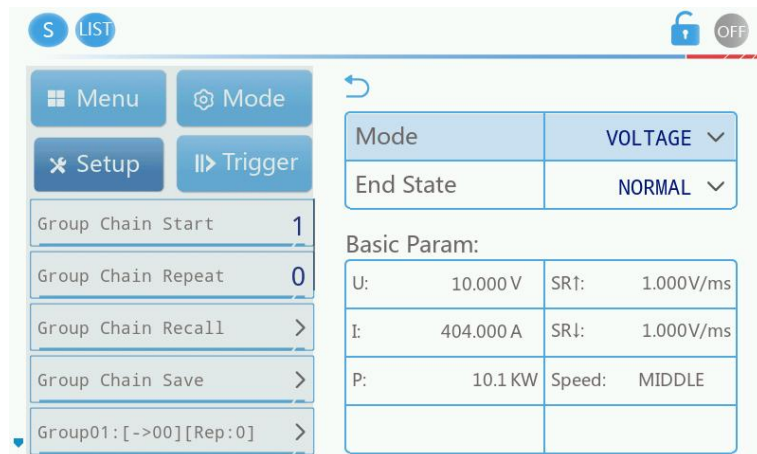 S LIST OFF
Menu Mode
Setup Trigger
Group Chain Start 1
Group Chain Repeat 0
Group Chain Recall >
Group Chain Save >
Group01:[->00][Rep:0] >
Mode VOLTAGE
End State NORMAL
Basic Param:
U: 10.000 V SR↑: 1.000V/ms
I: 404.000 A SR↓: 1.000V/ms
P: 10.1 KW Speed: MIDDLE